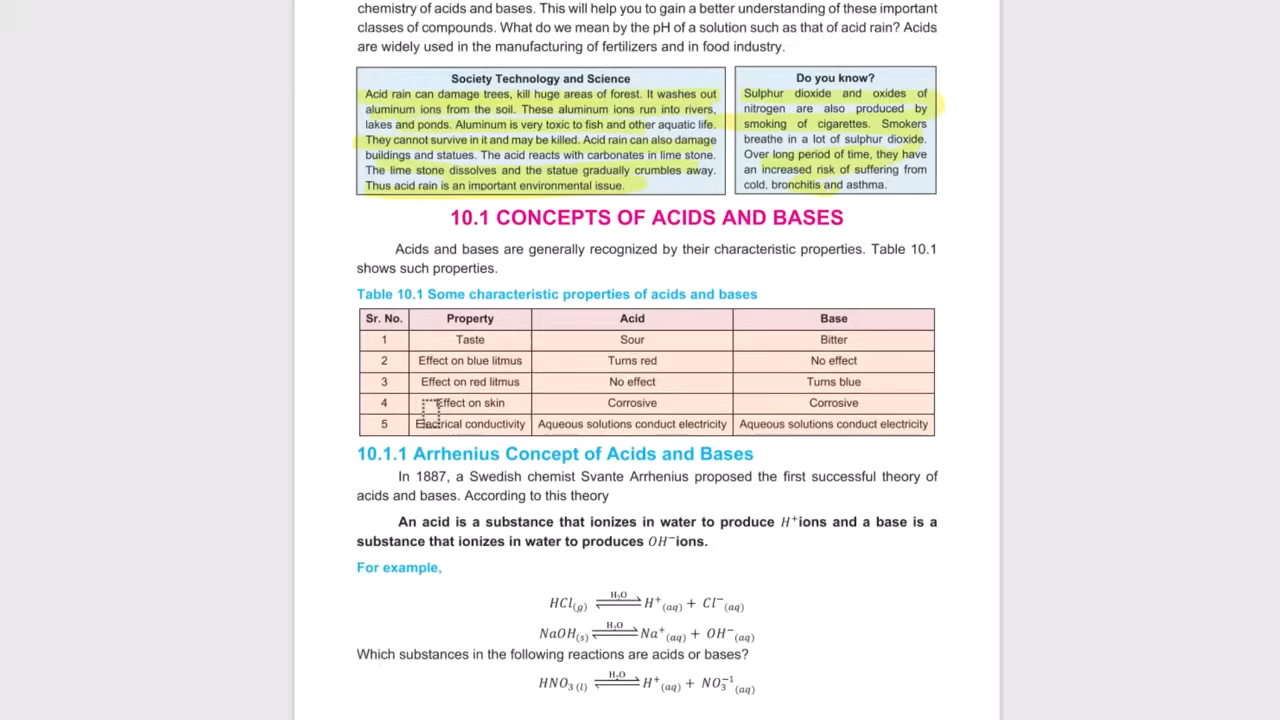 chemistry of acids and bases. This will help you to gain a better understanding of these important
classes of compounds. What do we mean by the pH of a solution such as that of acid rain? Acids
are widely used in the manufacturing of fertilizers and in food industry.
Society Technology and Science
Acid rain can damage trees, kill huge areas of forest. It washes out
aluminum ions from the soil. These aluminum ions run into rivers,
lakes and ponds. Aluminum is very toxic to fish and other aquatic life.
They cannot survive in it and may be killed. Acid rain can also damage
buildings and statues. The acid reacts with carbonates in lime stone.
The lime stone dissolves and the statue gradually crumbles away.
Thus acid rain is an important environmental issue.
Do you know?
Sulphur dioxide and oxides of
nitrogen are also produced by
smoking of cigarettes. Smokers
breathe in a lot of sulphur dioxide.
Over long period of time, they have
an increased risk of suffering from
cold, bronchitis and asthma.
10.1 CONCEPTS OF ACIDS AND BASES
Acids and bases are generally recognized by their characteristic properties. Table 10.1
shows such properties.
Table 10.1 Some characteristic properties of acids and bases
Sr. No. Property Acid Base
1 Taste Sour Bitter
2 Effect on blue litmus Turns red No effect
3 Effect on red litmus No effect Turns blue
4 Effect on skin Corrosive Corrosive
5 Electrical conductivity Aqueous solutions conduct electricity Aqueous solutions conduct electricity
10.1.1 Arrhenius Concept of Acids and Bases
In 1887, a Swedish chemist Svante Arrhenius proposed the first successful theory of
acids and bases. According to this theory
An acid is a substance that ionizes in water to produce H⁺ions and a base is a
substance that ionizes in water to produces OH⁻ions.
For example,
HCl(g) ⇌ H₂O H⁺(aq) + Cl⁻(aq)
NaOH(s) ⇌ H₂O Na⁺(aq) + OH⁻(aq)
Which substances in the following reactions are acids or bases?
HNO₃(l) ⇌ H₂O H⁺(aq) + NO₃⁻¹(aq)